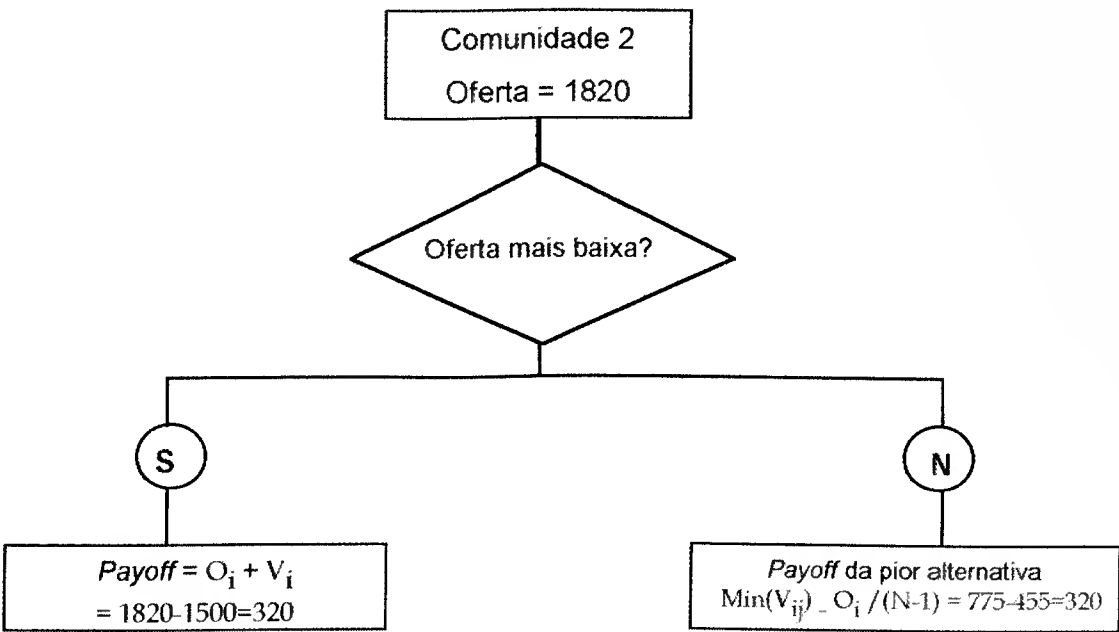 Comunidade 2
Oferta = 1820
Oferta mais baixa?
S
N
Payoff = Oi + Vi
= 1820-1500=320
Payoff da pior alternativa
Min(Vij) - Oi /(N-1) = 775-455=320